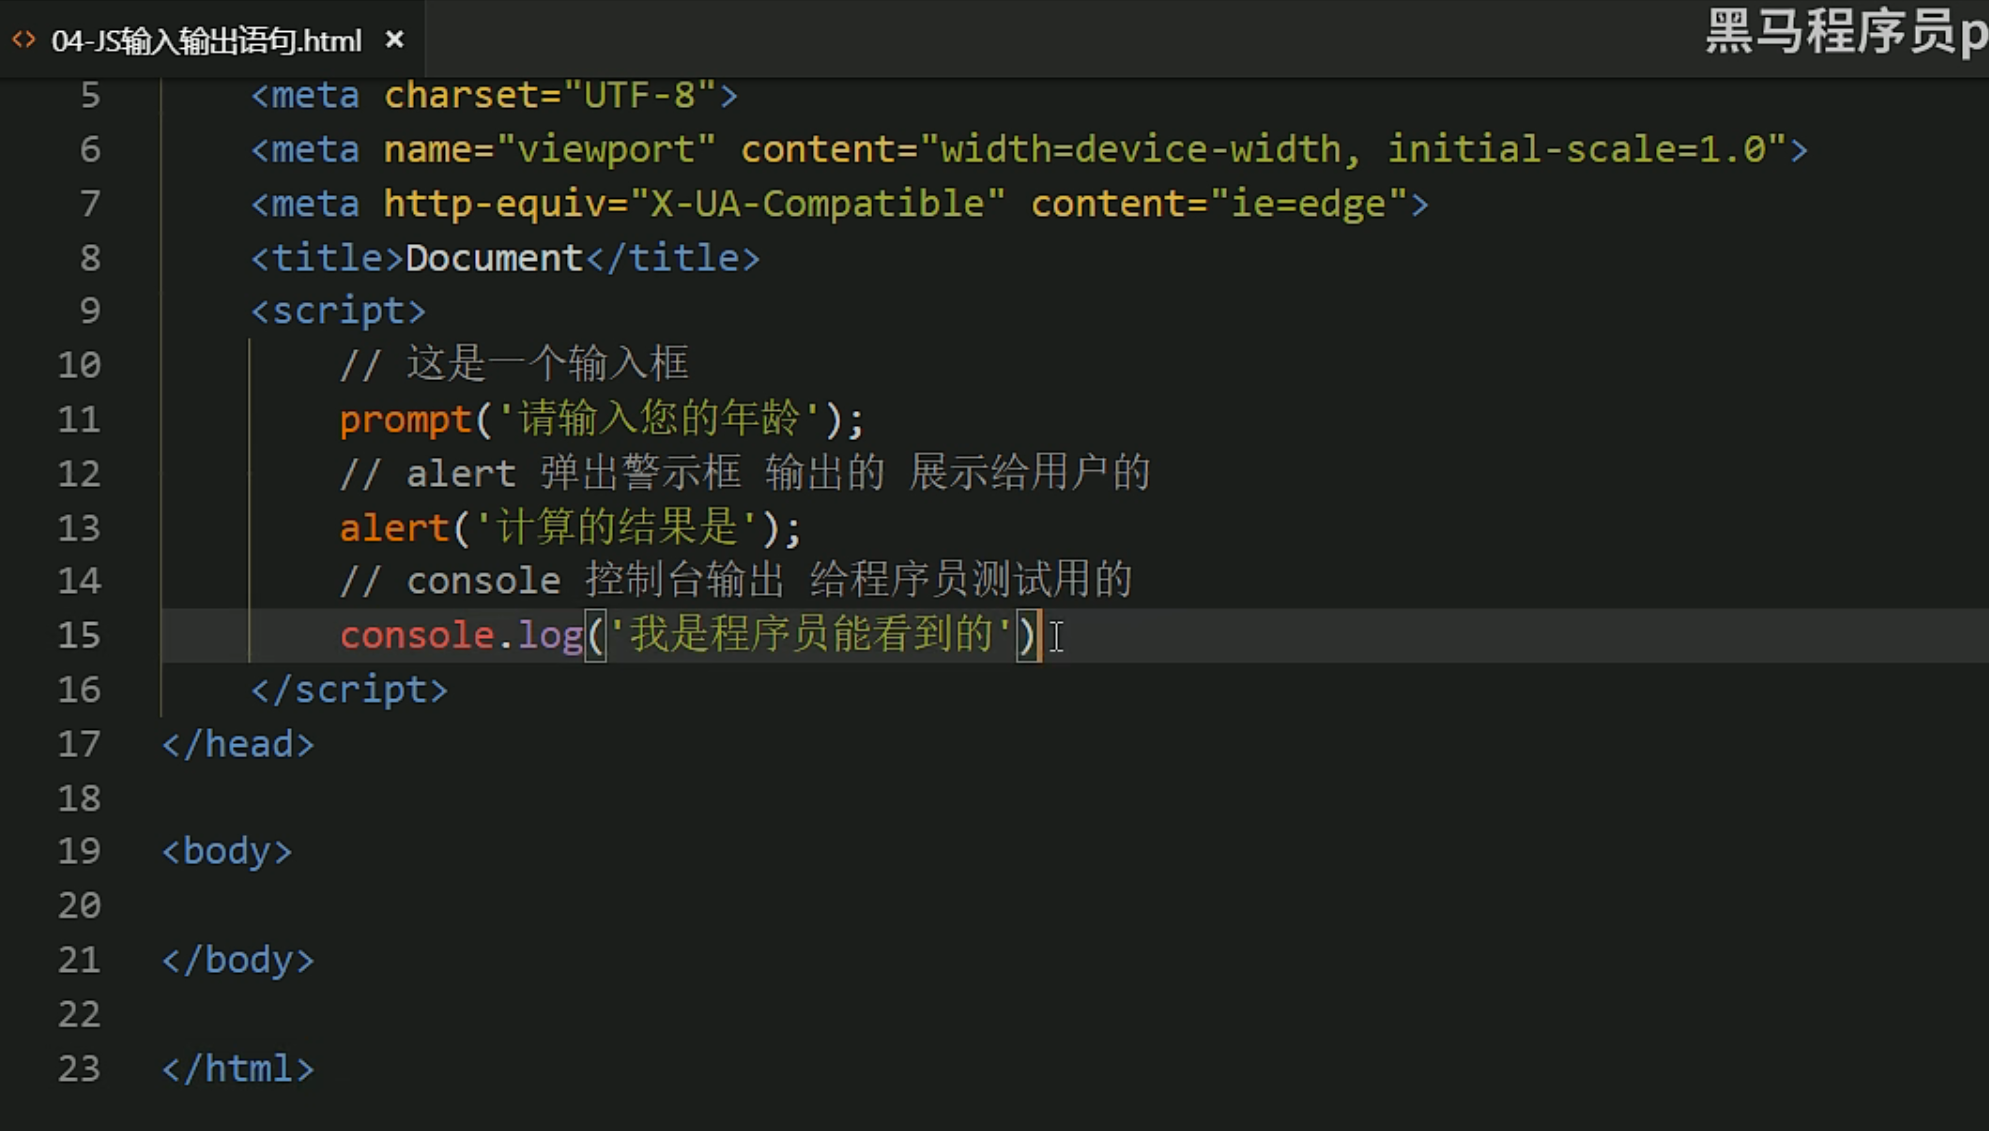 04-JS输入输出语句.html ×
黑马程序员p
5 <meta charset="UTF-8">
6 <meta name="viewport" content="width=device-width, initial-scale=1.0">
7 <meta http-equiv="X-UA-Compatible" content="ie=edge">
8 <title>Document</title>
9 <script>
10 // 这是一个输入框
11 prompt('请输入您的年龄');
12 // alert 弹出警示框 输出的 展示给用户的
13 alert('计算的结果是');
14 // console 控制台输出 给程序员测试用的
15 console.log('我是程序员能看到的')
16 </script>
17 </head>
18
19 <body>
20
21 </body>
22
23 </html>